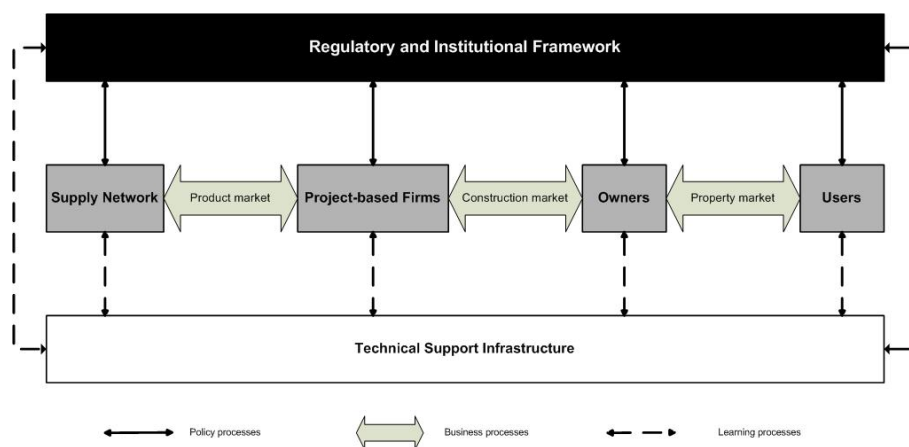 Regulatory and Institutional Framework
Supply Network
Product market
Project-based Firms
Construction market
Owners
Property market
Users
Technical Support Infrastructure
Policy processes
Business processes
Learning processes